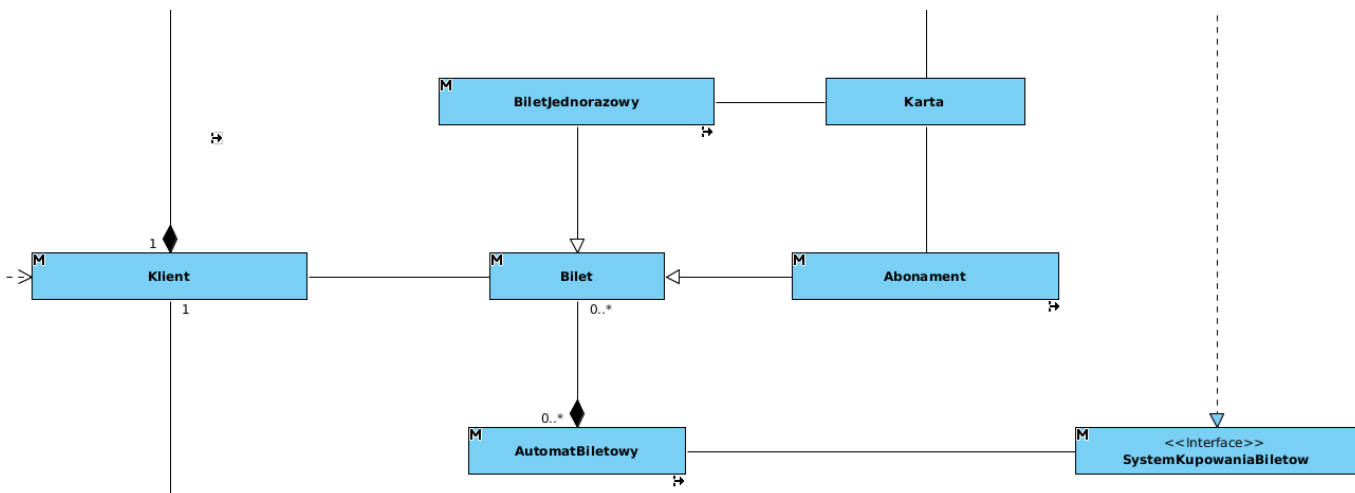 M
BiletJednorazowy
Karta
1
M
Klient
M
Bilet
M
Abonament
1
0..*
0..*
M
AutomatBiletowy
M
<<Interface>>
SystemKupowaniaBiletow